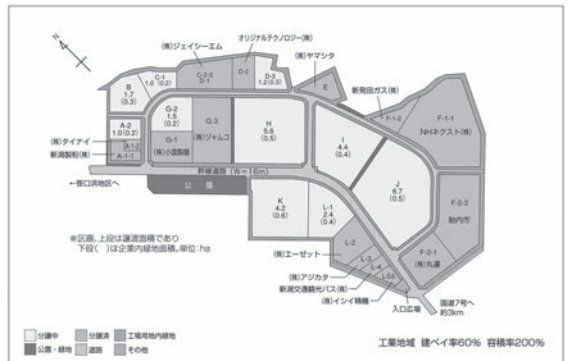 N
(株)ジェイシーエム
オリジナルテクノロジー(株)
(株)ヤマシタ
新発田ガス(株)
B
1.7
(0.3)
C-1
1.0 (0.2)
C-2・3
D-1
D-2
D-3
1.2(0.3)
E
F-1-2
F-1-1
NHネクスト(株)
A-2
1.0(0.2)
(株)タイナイ
A-1-2
新潟製粉(株)
A-1-1
G-2
1.5
(0.2)
G-1
(株)小国製麺
G-3
(株)ジャムコ
H
5.6
(0.5)
I
4.4
(0.4)
J
6.7
(0.5)
F-2-2
胎内市
F-2-1
(株)丸運
←笹口浜地区へ
幹線道路 (W=16m)
公園
K
4.2
(0.6)
L-1
2.4
(0.4)
L-2
L-3
L-4
L-5.6
(株)エーゼット
(株)アジカタ
新潟交通観光バス(株)
(株)イシイ精機
入口広場
国道7号へ
約3km
※区画、上段は譲渡面積であり
下段( )は企業内緑地面積。単位:ha
分譲中
分譲済
工場用地内緑地
公園・緑地
道路
その他
工業地域 建ペイ率60% 容積率200%